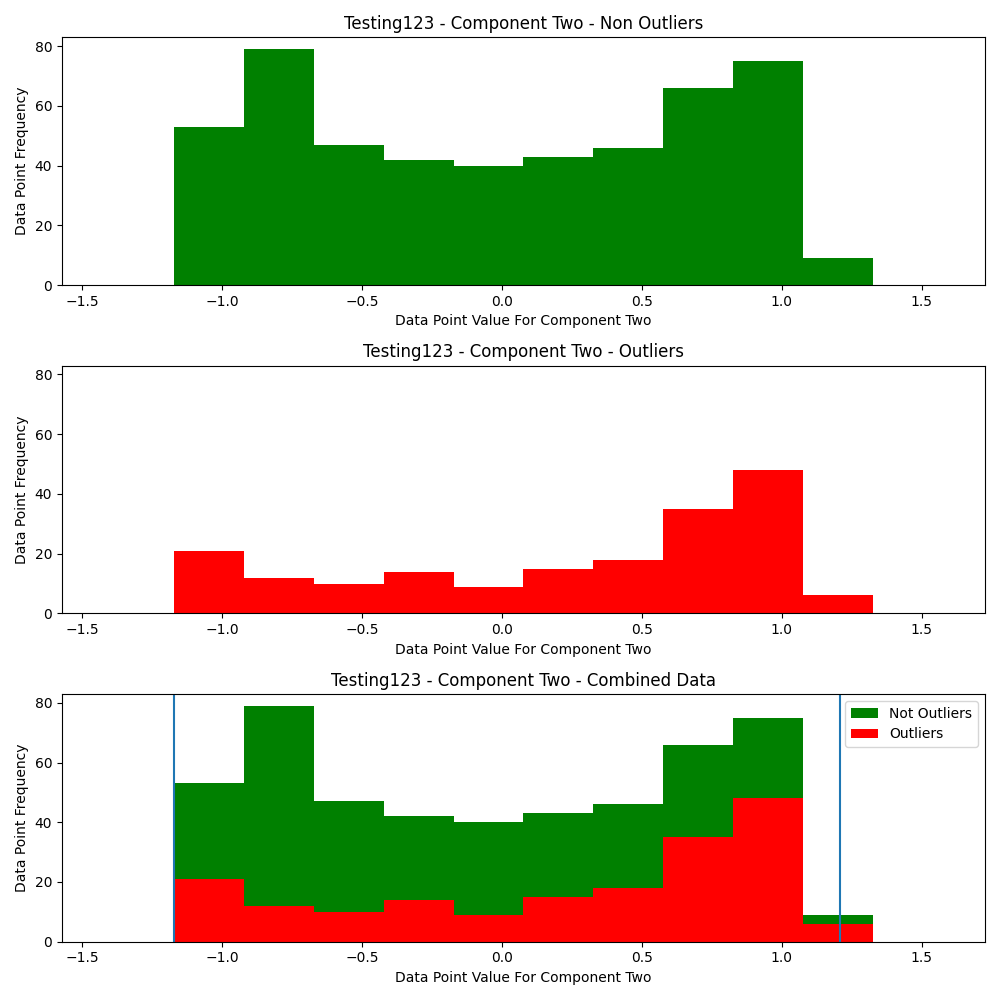 Testing123 - Component Two - Non Outliers
80
60
40
20
0
Data Point Frequency
−1.5 −1.0 −0.5 0.0 0.5 1.0 1.5
Data Point Value For Component Two
Testing123 - Component Two - Outliers
80
60
40
20
0
Data Point Frequency
−1.5 −1.0 −0.5 0.0 0.5 1.0 1.5
Data Point Value For Component Two
Testing123 - Component Two - Combined Data
80
60
40
20
0
Data Point Frequency
Not Outliers
Outliers
−1.5 −1.0 −0.5 0.0 0.5 1.0 1.5
Data Point Value For Component Two